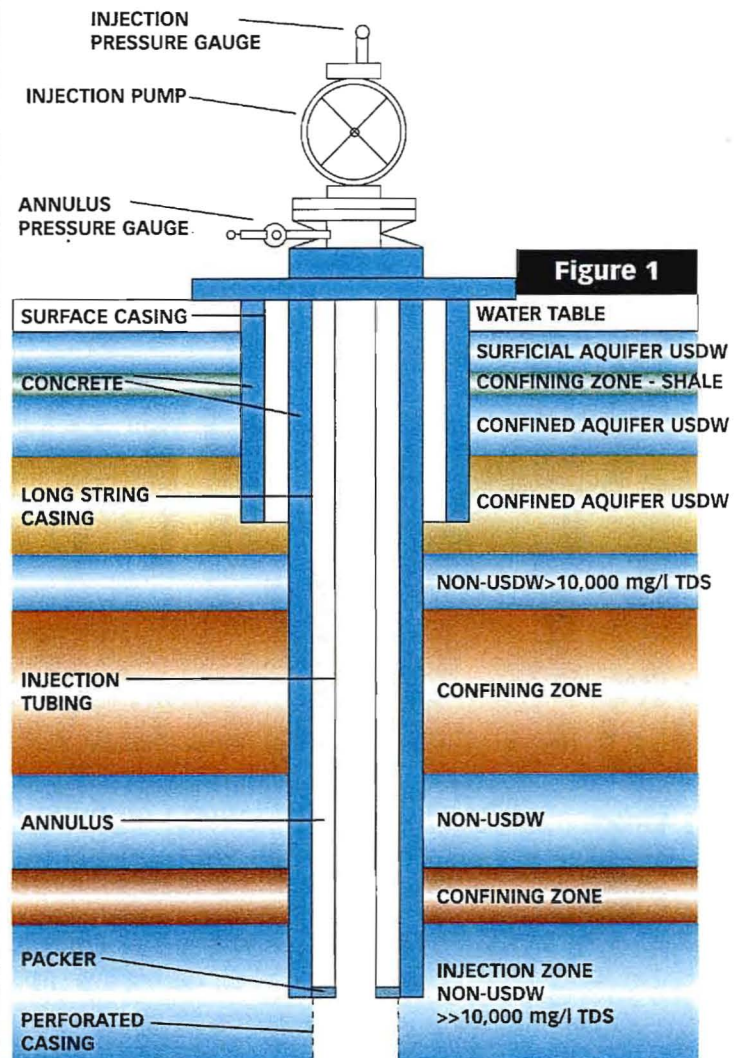 INJECTION
PRESSURE GAUGE
INJECTION PUMP
ANNULUS
PRESSURE GAUGE
Figure 1
SURFACE CASING
WATER TABLE
SURFICIAL AQUIFER USDW
CONCRETE
CONFINING ZONE - SHALE
CONFINED AQUIFER USDW
LONG STRING
CASING
CONFINED AQUIFER USDW
NON-USDW>10,000 mg/l TDS
INJECTION
TUBING
CONFINING ZONE
ANNULUS
NON-USDW
CONFINING ZONE
PACKER
INJECTION ZONE
NON-USDW
>>10,000 mg/l TDS
PERFORATED
CASING